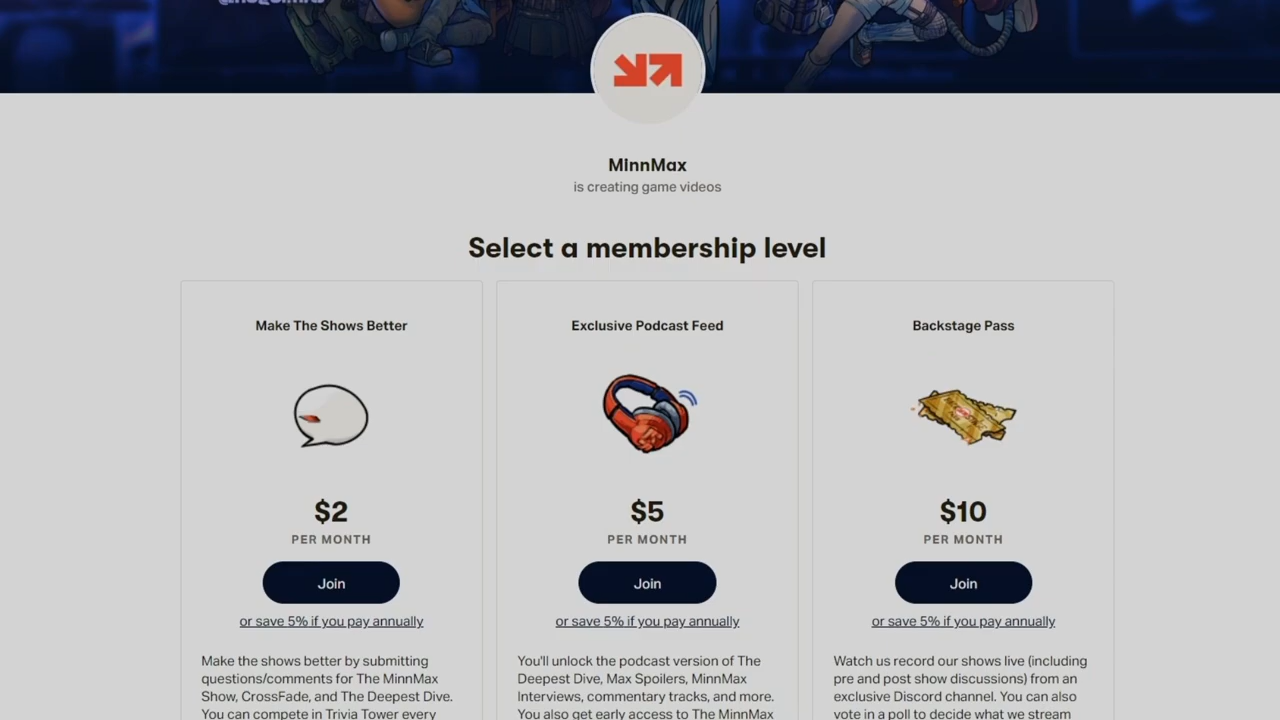 MinnMax
is creating game videos
Select a membership level
Make The Shows Better
Exclusive Podcast Feed
Backstage Pass
$2
$5
$10
PER MONTH
PER MONTH
PER MONTH
Join
Join
Join
or save 5% if you pay annually
or save 5% if you pay annually
or save 5% if you pay annually
Make the shows better by submitting
questions/comments for The MinnMax
Show, CrossFade, and The Deepest Dive.
You can compete in Trivia Tower every
You'll unlock the podcast version of The
Deepest Dive, Max Spoilers, MinnMax
Interviews, commentary tracks, and more.
You also get early access to The MinnMax
Watch us record our shows live (including
pre and post show discussions) from an
exclusive Discord channel. You can also
vote in a poll to decide what we stream